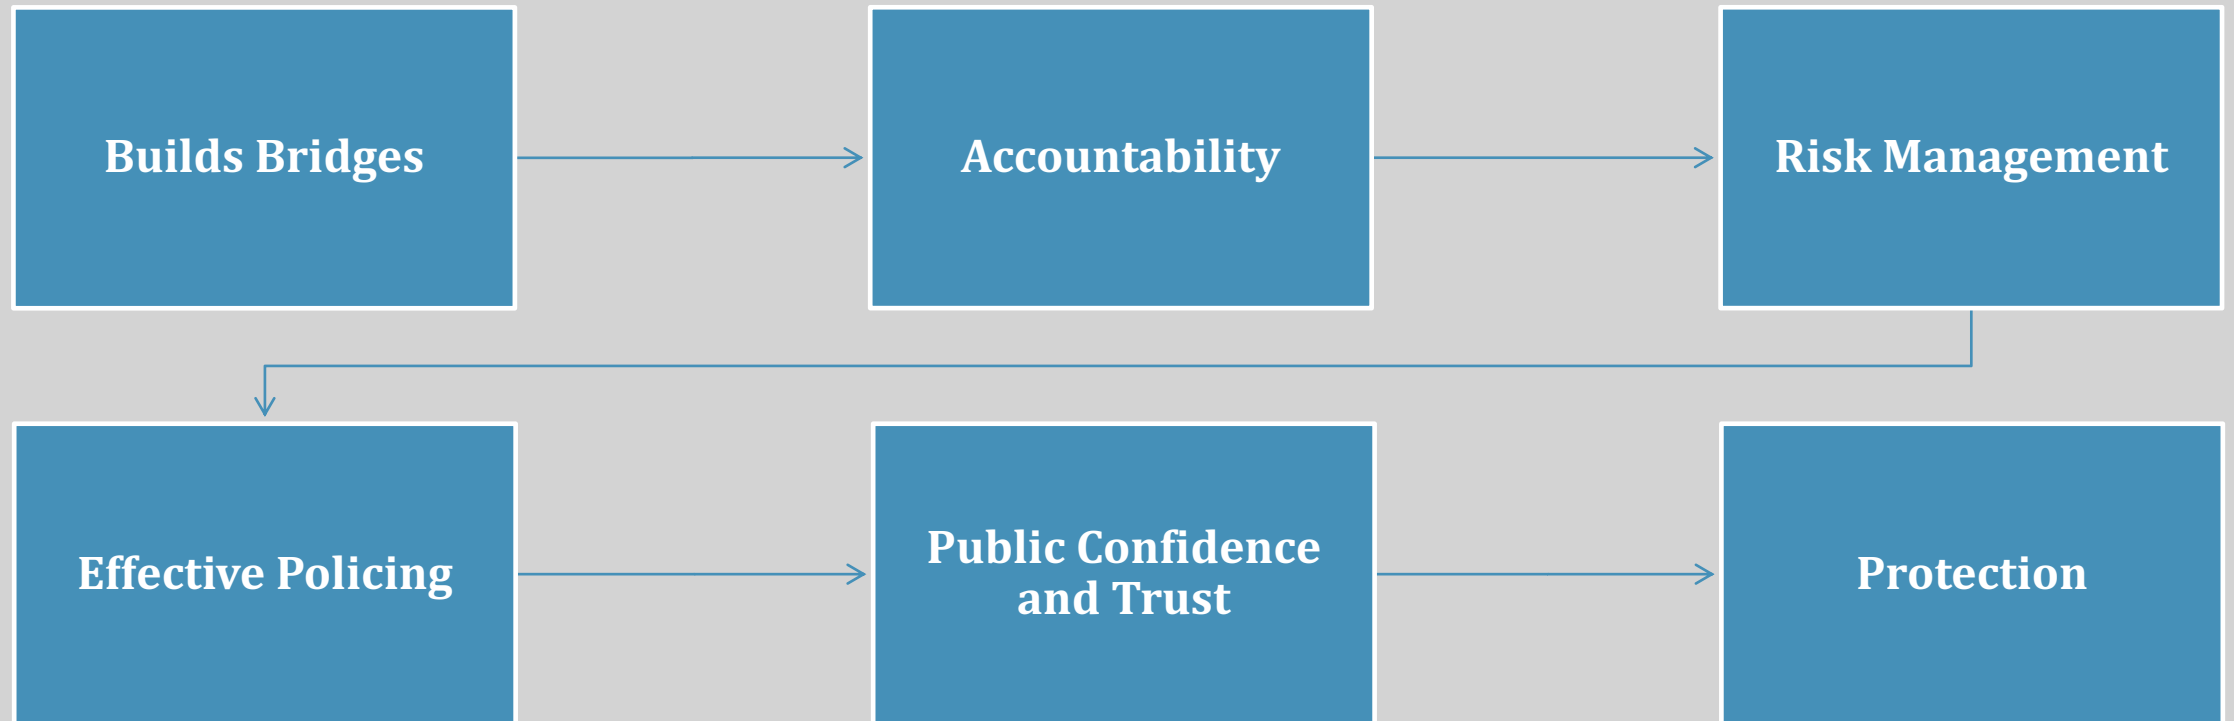 Builds Bridges
Accountability
Risk Management
Effective Policing
Public Confidence
and Trust
Protection